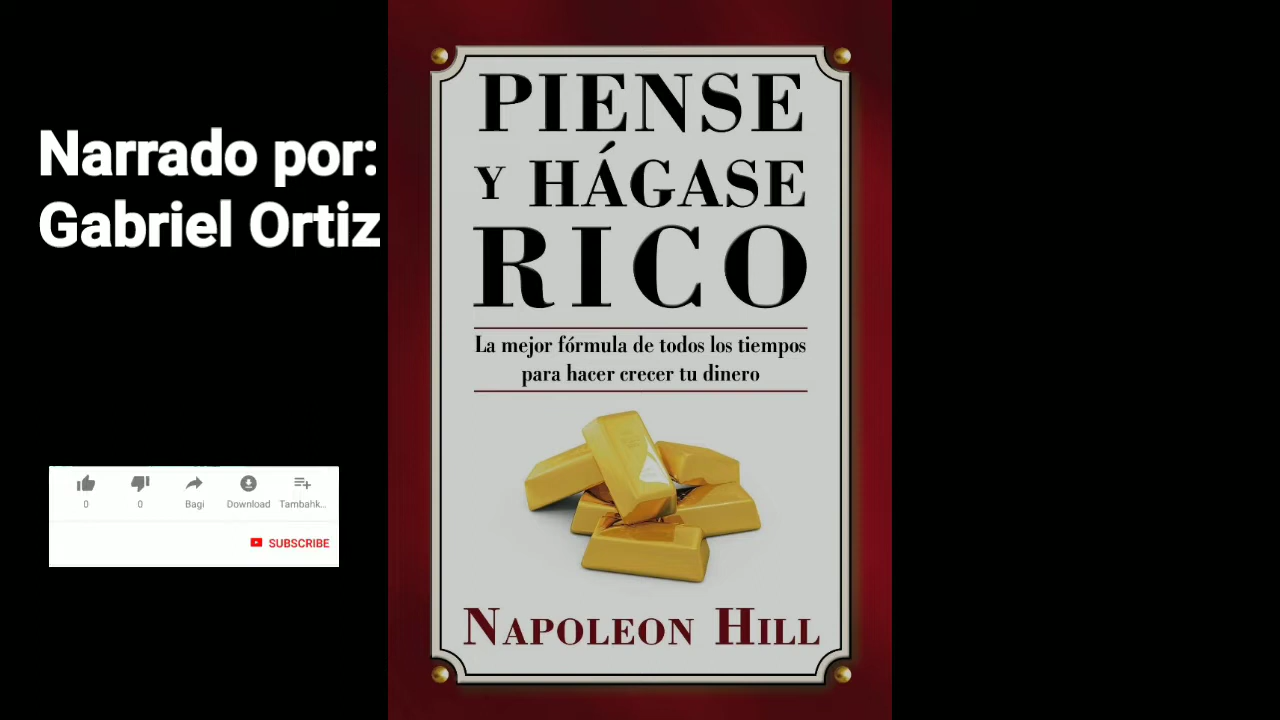 Narrado por:
Gabriel Ortiz
PIENSE
Y HÁGASE
RICO
La mejor fórmula de todos los tiempos
para hacer crecer tu dinero
NAPOLEON HILL
0 0 Bagi Download Tambahk...
SUBSCRIBE